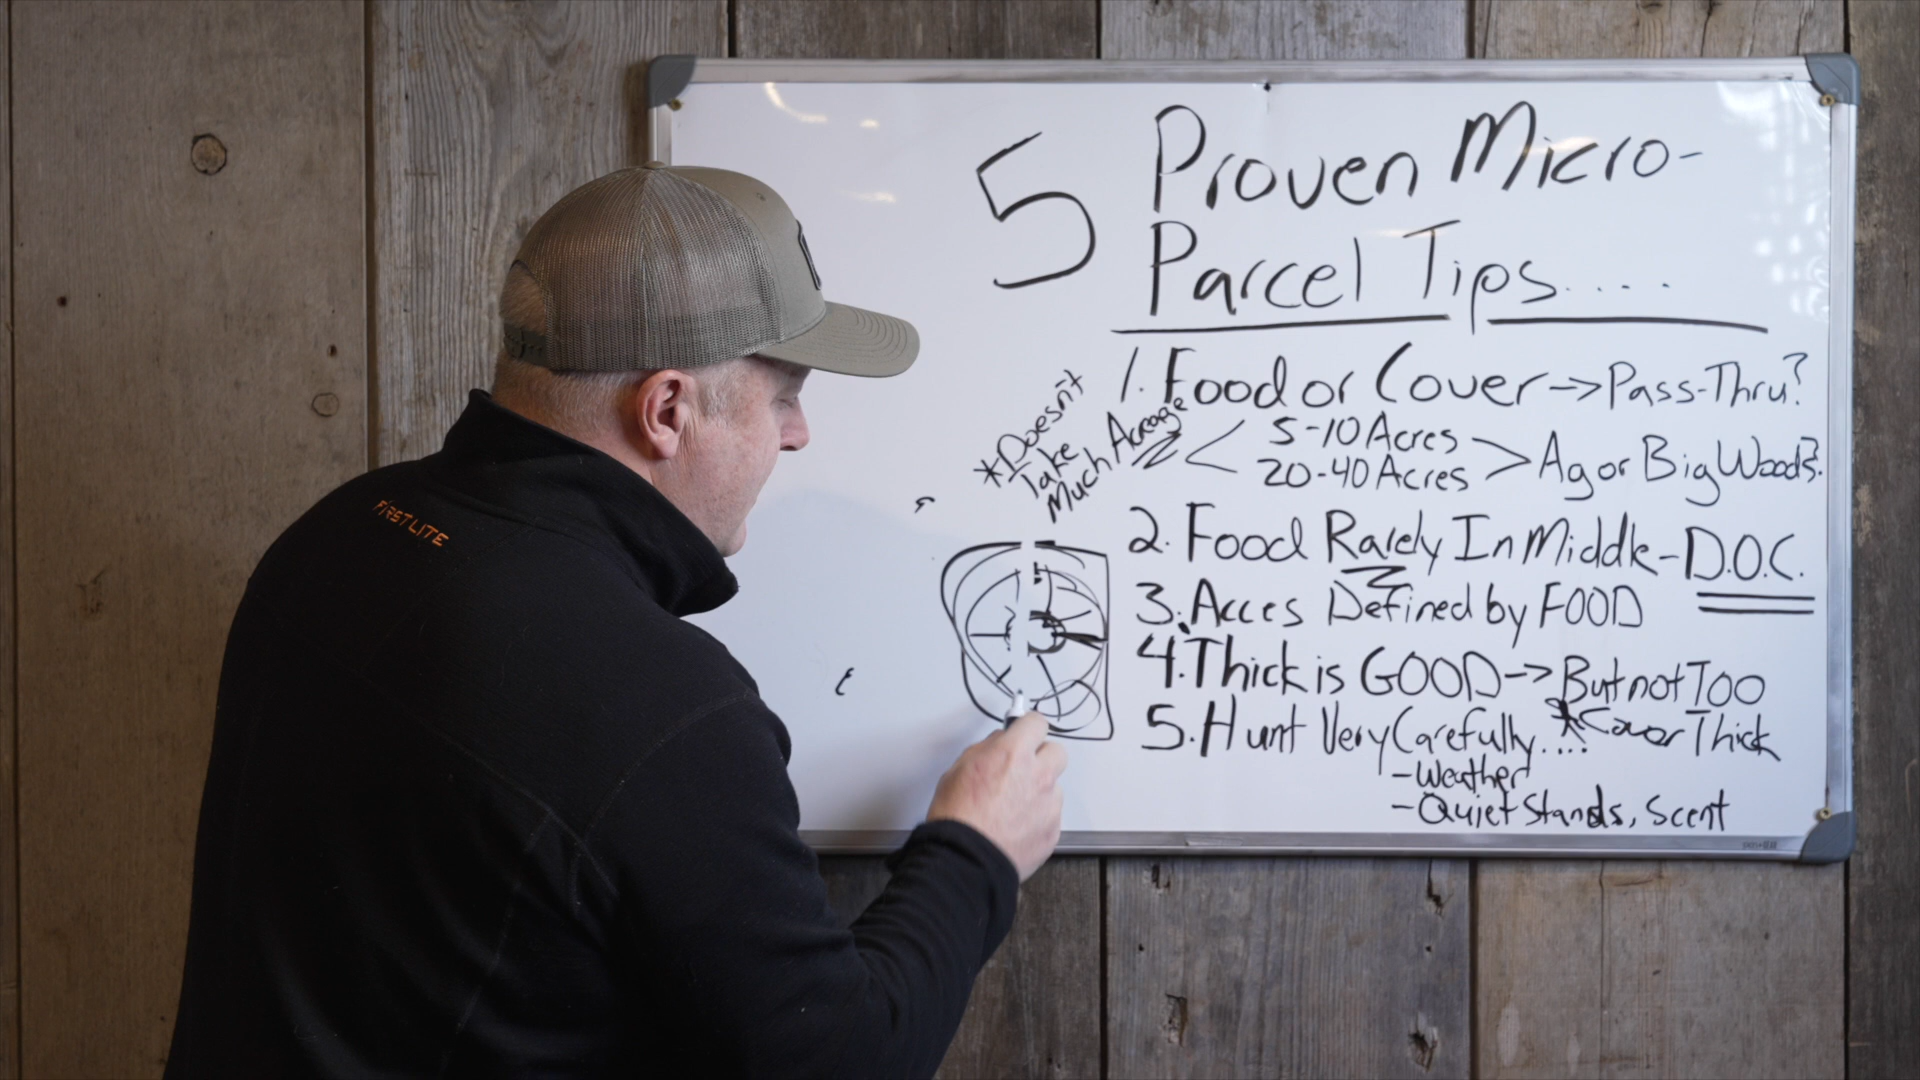 5 Proven Micro-
Parcel Tips.....
1. Food or Cover -> Pass-Thru?
*Doesn't
Take
Much Acreage
< 5-10 Acres
20-40 Acres > Ag or Big Woods?
2. Food Rarely In Middle - D.O.C.
3. Acces Defined by FOOD
4. Thick is GOOD -> But not Too
*Cover Thick
5. Hunt Very Carefully....
- Weather
- Quiet Stands, Scent
FIRST LITE